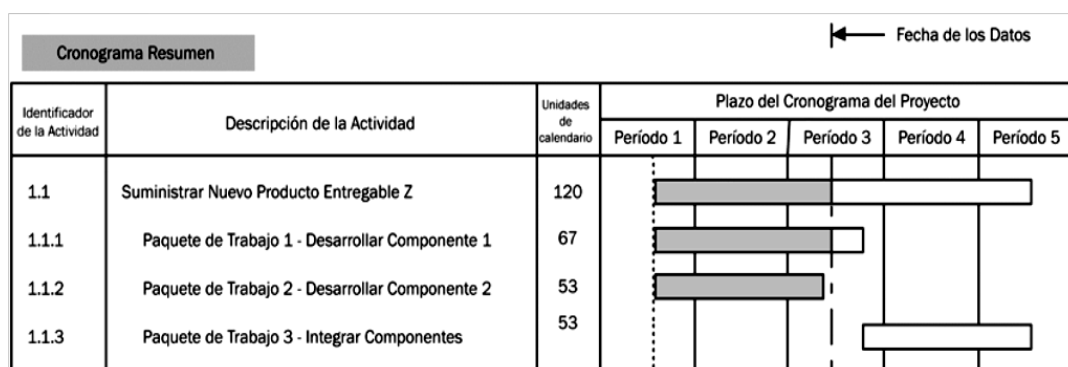 Fecha de los Datos
Cronograma Resumen
Identificador
de la Actividad
Descripción de la Actividad
Unidades
de
calendario
Plazo del Cronograma del Proyecto
Período 1 Período 2 Período 3 Período 4 Período 5
1.1 Suministrar Nuevo Producto Entregable Z 120
1.1.1 Paquete de Trabajo 1 - Desarrollar Componente 1 67
1.1.2 Paquete de Trabajo 2 - Desarrollar Componente 2 53
1.1.3 Paquete de Trabajo 3 - Integrar Componentes 53